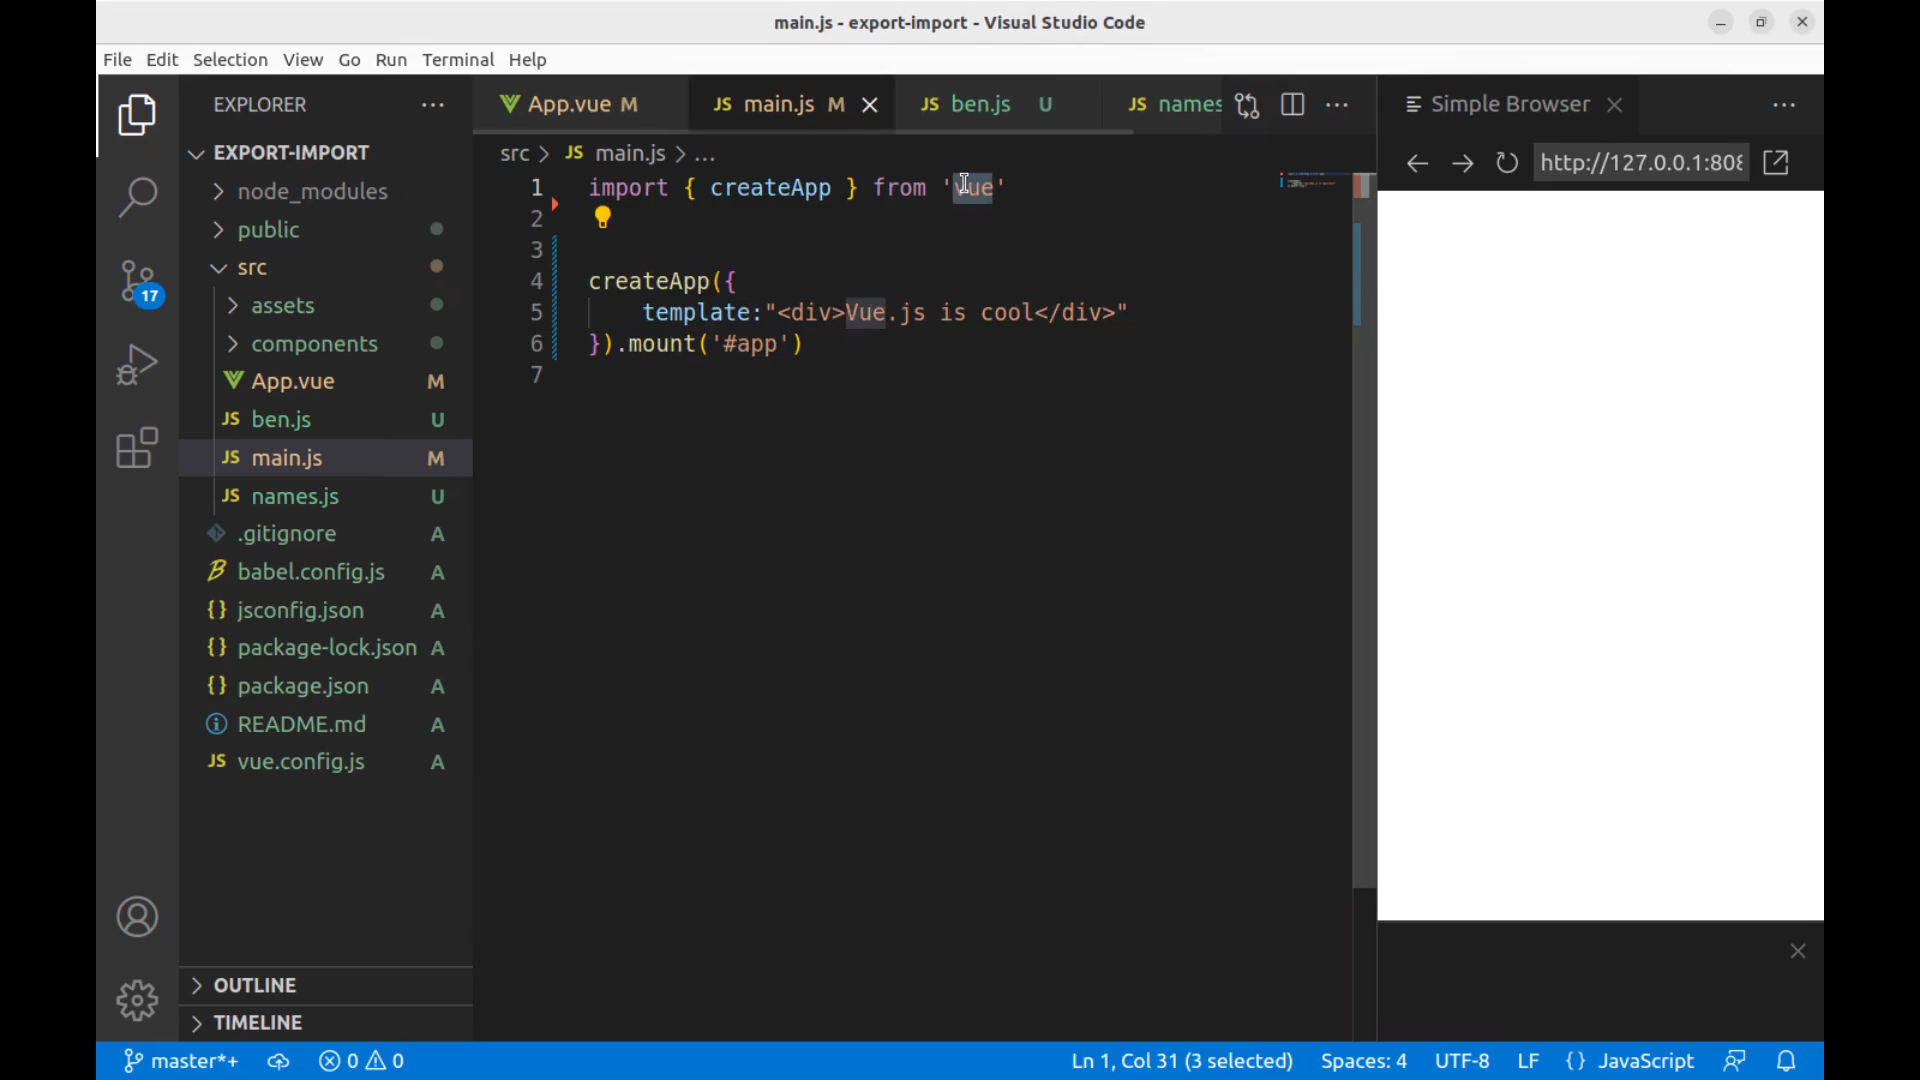 main.js - export-import - Visual Studio Code
File Edit Selection View Go Run Terminal Help
EXPLORER
EXPORT-IMPORT
node_modules
public
src
assets
components
App.vue M
JS ben.js U
JS main.js M
JS names.js U
.gitignore A
babel.config.js A
{} jsconfig.json A
{} package-lock.json A
{} package.json A
README.md A
JS vue.config.js A
OUTLINE
TIMELINE
17
App.vue M JS main.js M JS ben.js U JS names
src > JS main.js > ...
1 import { createApp } from 'vue'
2
3
4 createApp({
5 template:"<div>Vue.js is cool</div>"
6 }).mount('#app')
7
Simple Browser
http://127.0.0.1:808
master*+ 0 0 Ln 1, Col 31 (3 selected) Spaces: 4 UTF-8 LF {} JavaScript